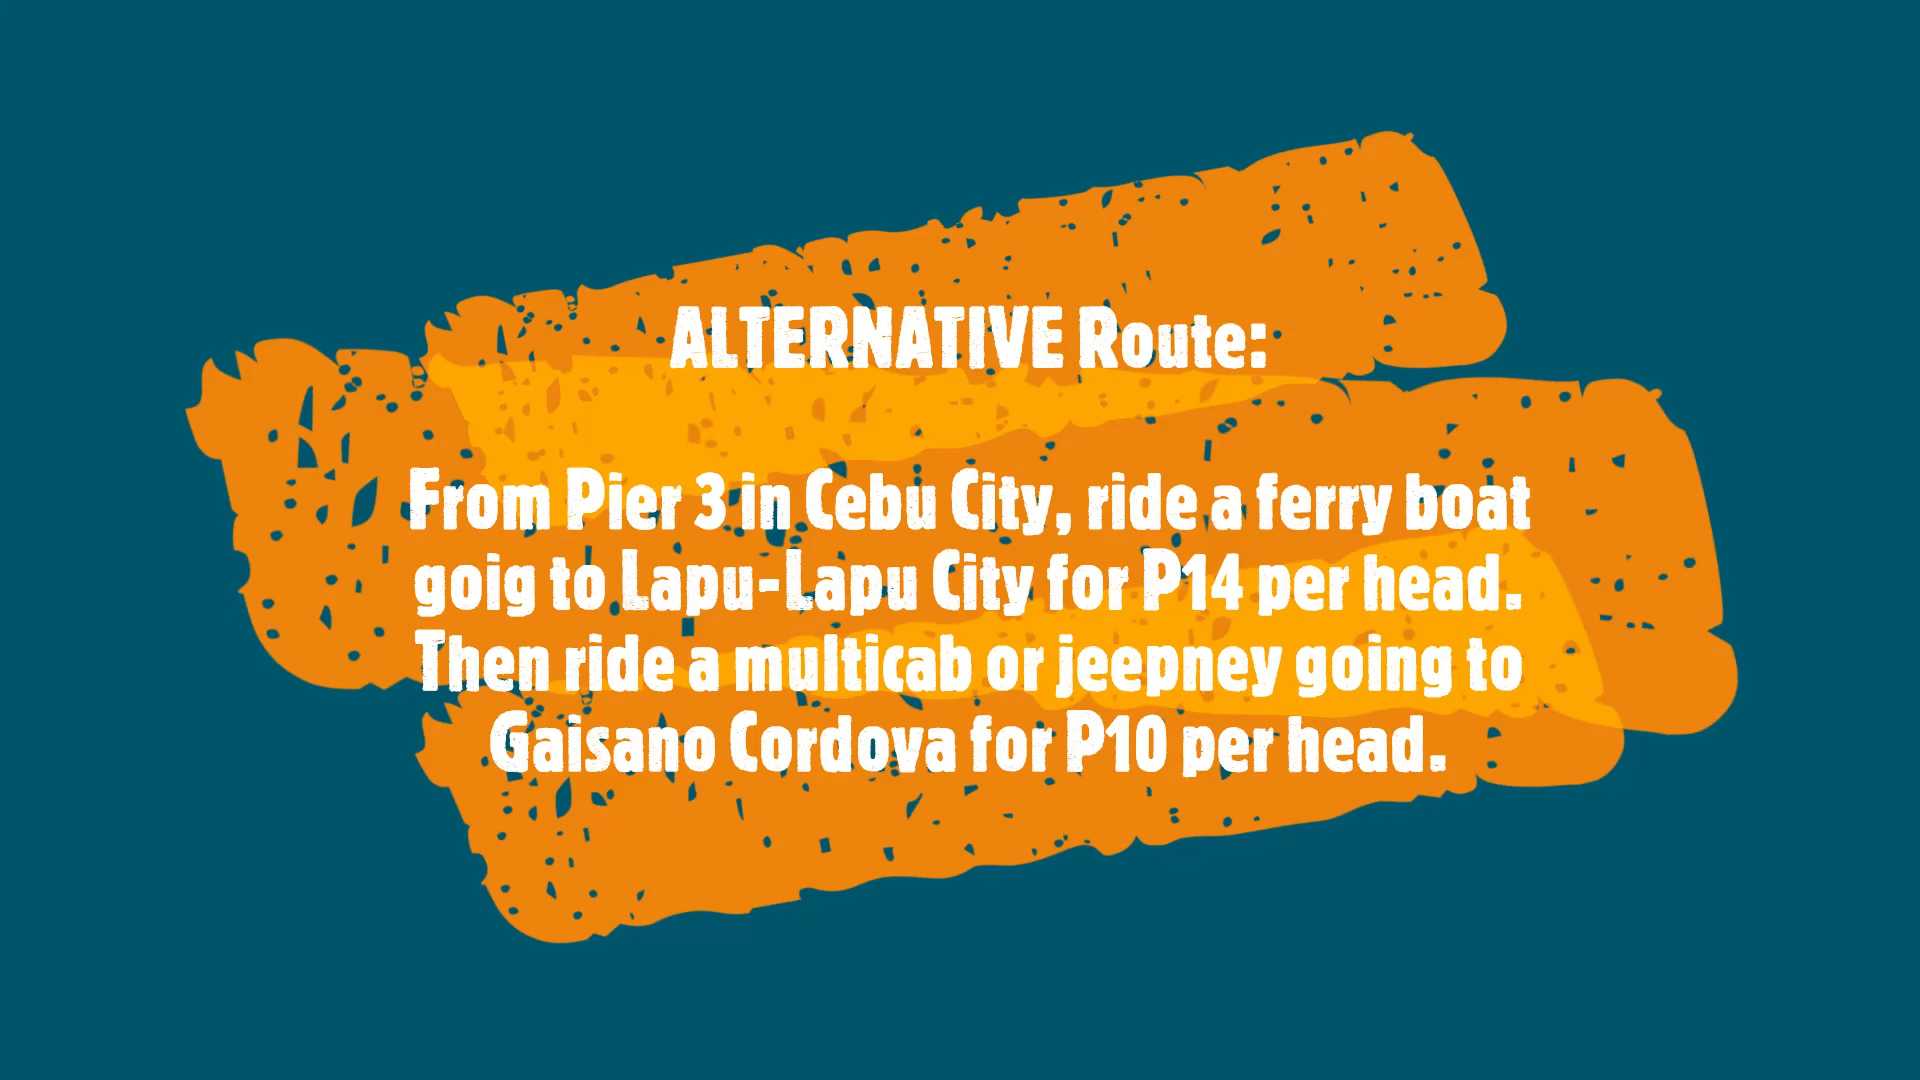 ALTERNATIVE Route:
From Pier 3 in Cebu City, ride a ferry boat
goig to Lapu-Lapu City for P14 per head.
Then ride a multicab or jeepney going to
Gaisano Cordova for P10 per head.